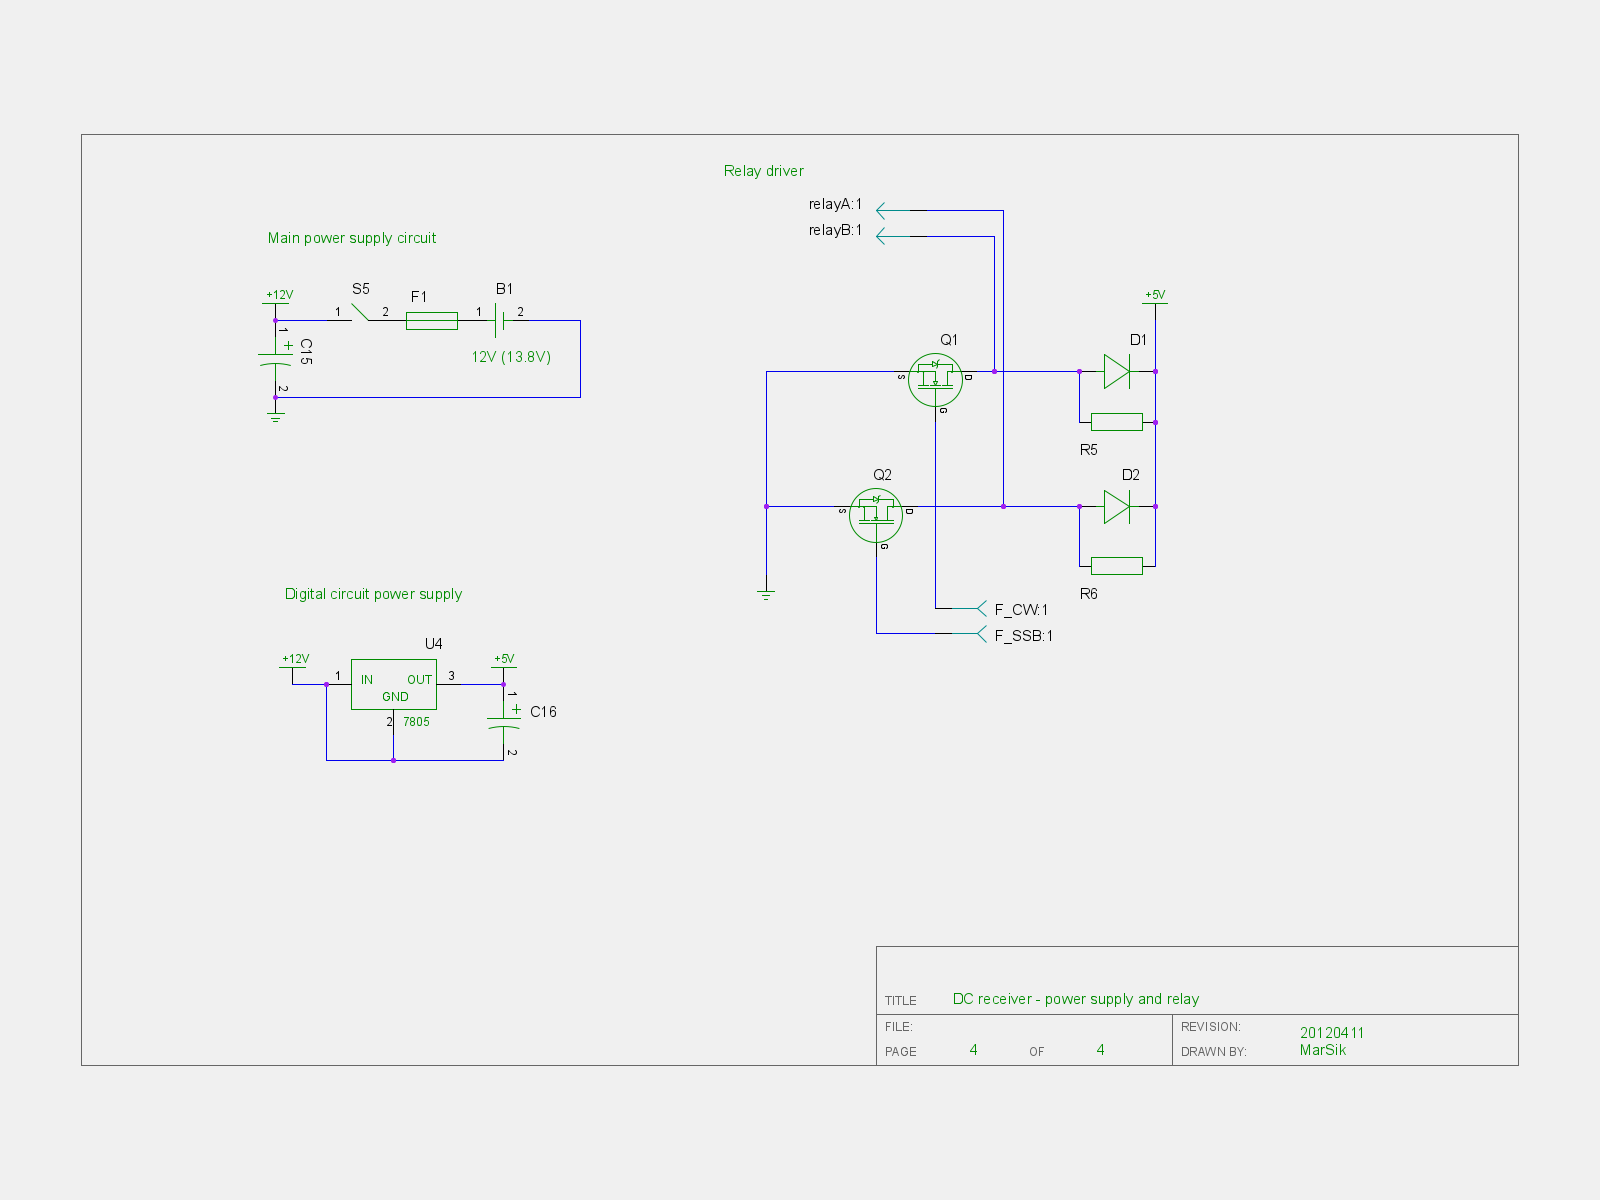 Relay driver
relayA:1
relayB:1
Main power supply circuit
+12V
S5
F1
B1
1
2
1
2
1
+
C15
2
12V (13.8V)
+5V
Q1
S
D
G
D1
R5
Q2
S
D
G
D2
R6
F_CW:1
F_SSB:1
Digital circuit power supply
U4
+12V
1
IN
OUT
GND
3
2
7805
+5V
1
+
C16
2
TITLE DC receiver - power supply and relay
FILE:
PAGE 4 OF 4
REVISION: 20120411
DRAWN BY: MarSik